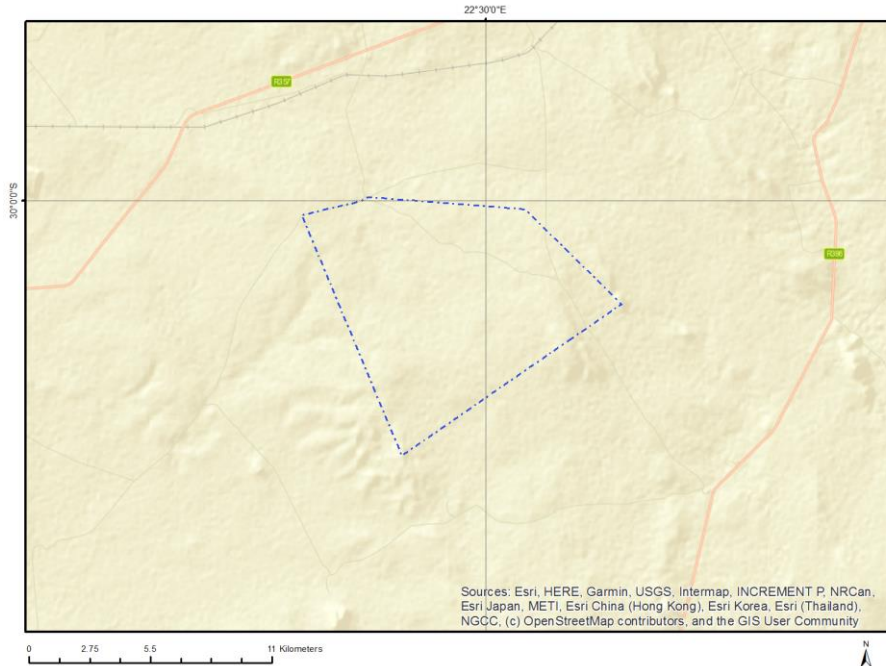 22°30'0"E
R357
30°0'0"S
R386
Sources: Esri, HERE, Garmin, USGS, Intermap, INCREMENT P, NRCan,
Esri Japan, METI, Esri China (Hong Kong), Esri Korea, Esri (Thailand),
NGCC, (c) OpenStreetMap contributors, and the GIS User Community
0 2.75 5.5 11 Kilometers
N